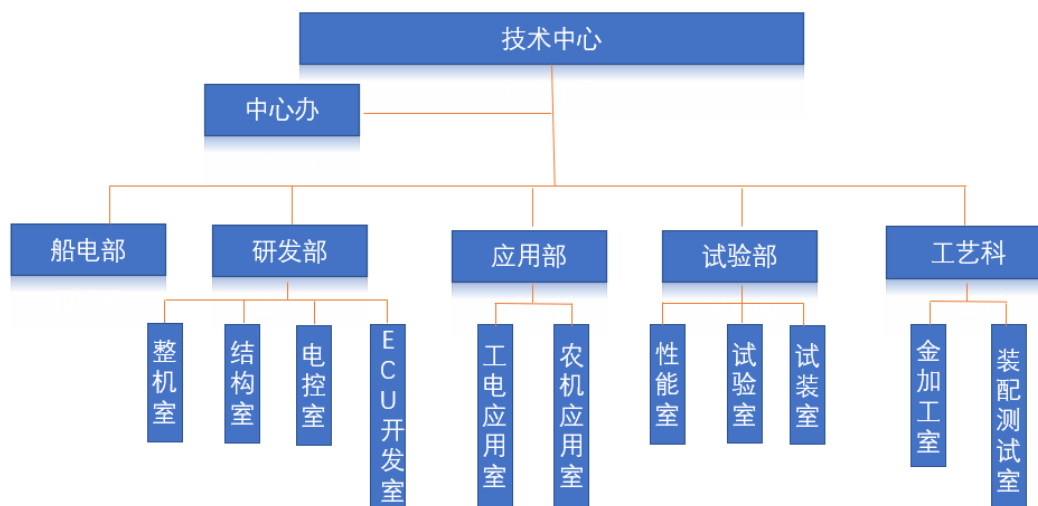 技术中心
中心办
船电部
研发部
应用部
试验部
工艺科
整机室
结构室
电控室
ECU开发室
工电应用室
农机应用室
性能室
试验室
试装室
金加工室
装配测试室